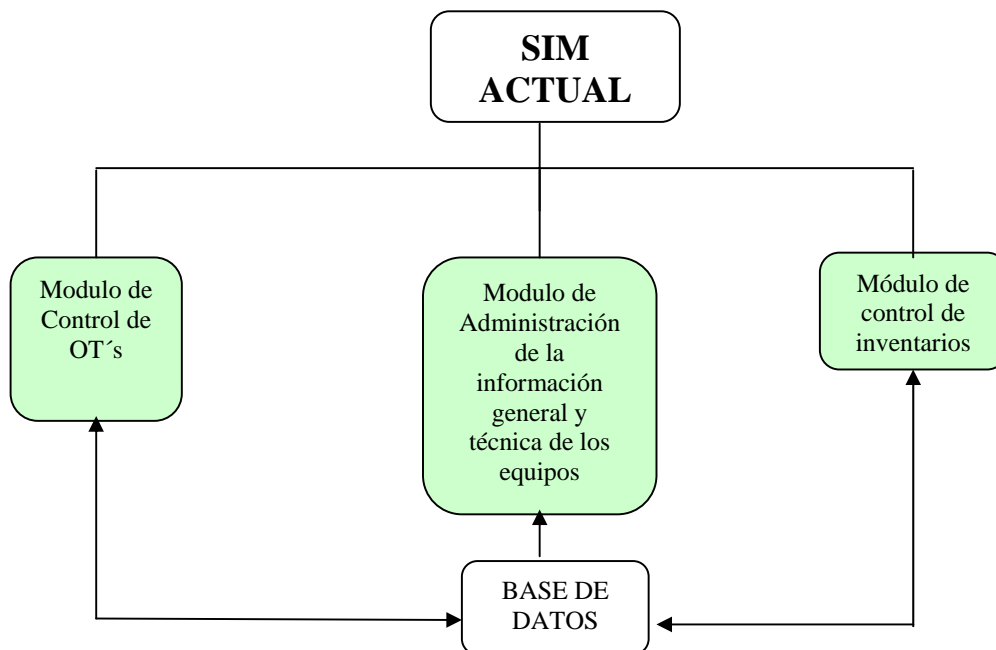 SIM
ACTUAL
Modulo de
Control de
OT´s
Modulo de
Administración
de la
información
general y
técnica de los
equipos
Módulo de
control de
inventarios
BASE DE
DATOS